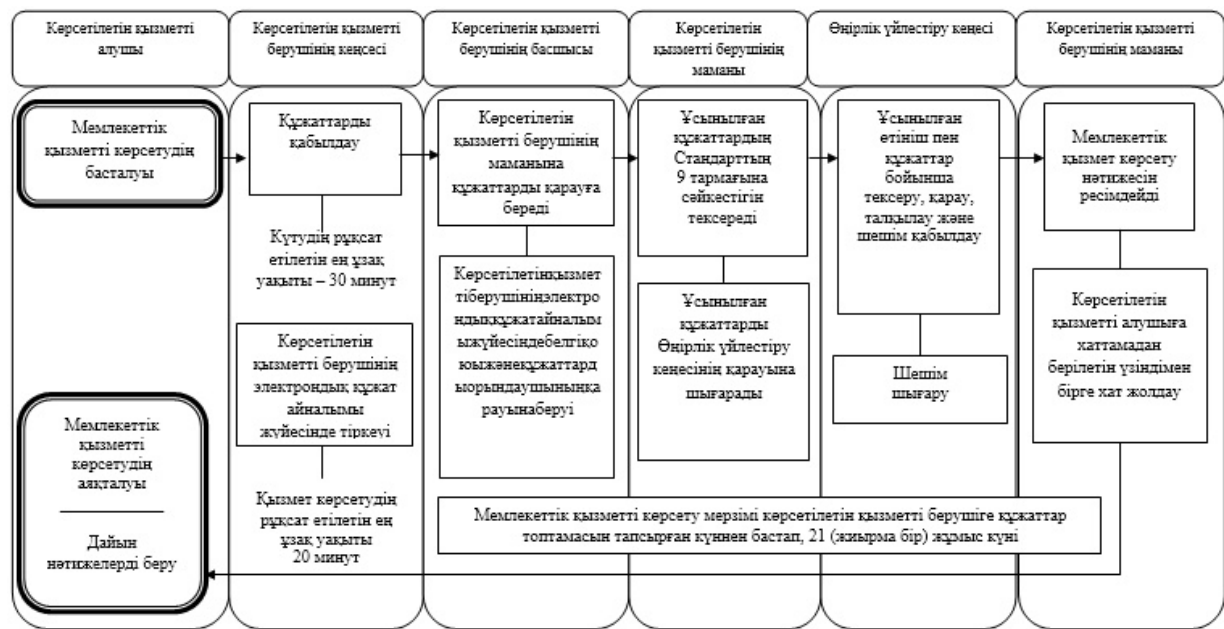 Көрсетілетін қызметті
алушы
Көрсетілетін қызметті
берушінің кеңсесі
Көрсетілетін қызметті
берушінің басшысы
Көрсетілетін
қызметті берушінің
маманы
Өңірлік үйлестіру кеңесі
Көрсетілетін қызметті
берушінің маманы
Мемлекеттік
қызметті көрсетудің
басталуы
Құжаттарды
қабылдау
Күтудің рұқсат
етілетін ең ұзақ
уақыты – 30 минут
Көрсетілетін
қызметті берушінің
электрондық құжат
айналымы
жүйесінде тіркеуі
Қызмет көрсетудің
рұқсат етілетін ең
ұзақ уақыты
20 минут
Көрсетілетін
қызметті берушінің
маманына
құжаттарды қарауға
береді
Көрсетілетінқызмет
тіберушініңэлектро
ндыққұжатайналым
ыжүйесіндебелгіқо
юыжәнеқұжаттард
ыорындаушыныңқа
рауынаберуі
Ұсынылған
құжаттардың
Стандарттың
9 тармағына
сәйкестігін
тексереді
Ұсынылған
құжаттарды
Өңірлік үйлестіру
кеңесінің қарауына
шығарады
Ұсынылған
өтініш пен
құжаттар
бойынша
тексеру, қарау,
талқылау және
шешім қабылдау
Шешім
шығару
Мемлекеттік
қызмет көрсету
нәтижесін
ресімдейді
Көрсетілетін
қызметті алушыға
хаттамадан
берілетін үзіндімен
бірге хат жолдау
Мемлекеттік қызметті көрсету мерзімі көрсетілетін қызметті берушіге құжаттар
топтамасын тапсырған күннен бастап, 21 (жиырма бір) жұмыс күні
Мемлекеттік
қызметті
көрсетудің
аяқталуы
Дайын
нәтижелерді беру